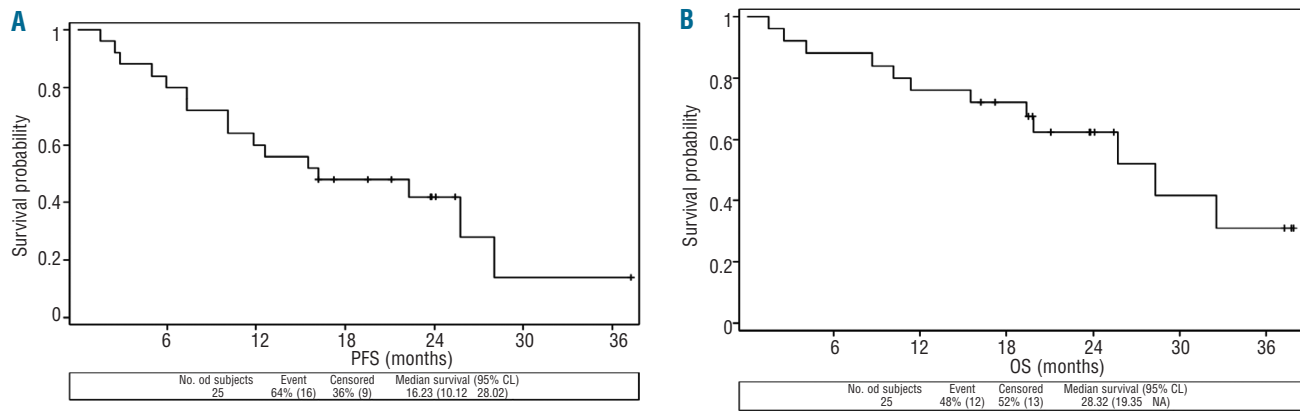 A
Survival probability
1
0.8
0.6
0.4
0.2
0
6 12 18 24 30 36
PFS (months)
No. od subjects Event Censored Median survival (95% CL)
25 64% (16) 36% (9) 16.23 (10.12 28.02)
B
Survival probability
1
0.8
0.6
0.4
0.2
0
6 12 18 24 30 36
OS (months)
No. of subjects Event Censored Median survival (95% CL)
25 48% (12) 52% (13) 28.32 (19.35 NA)